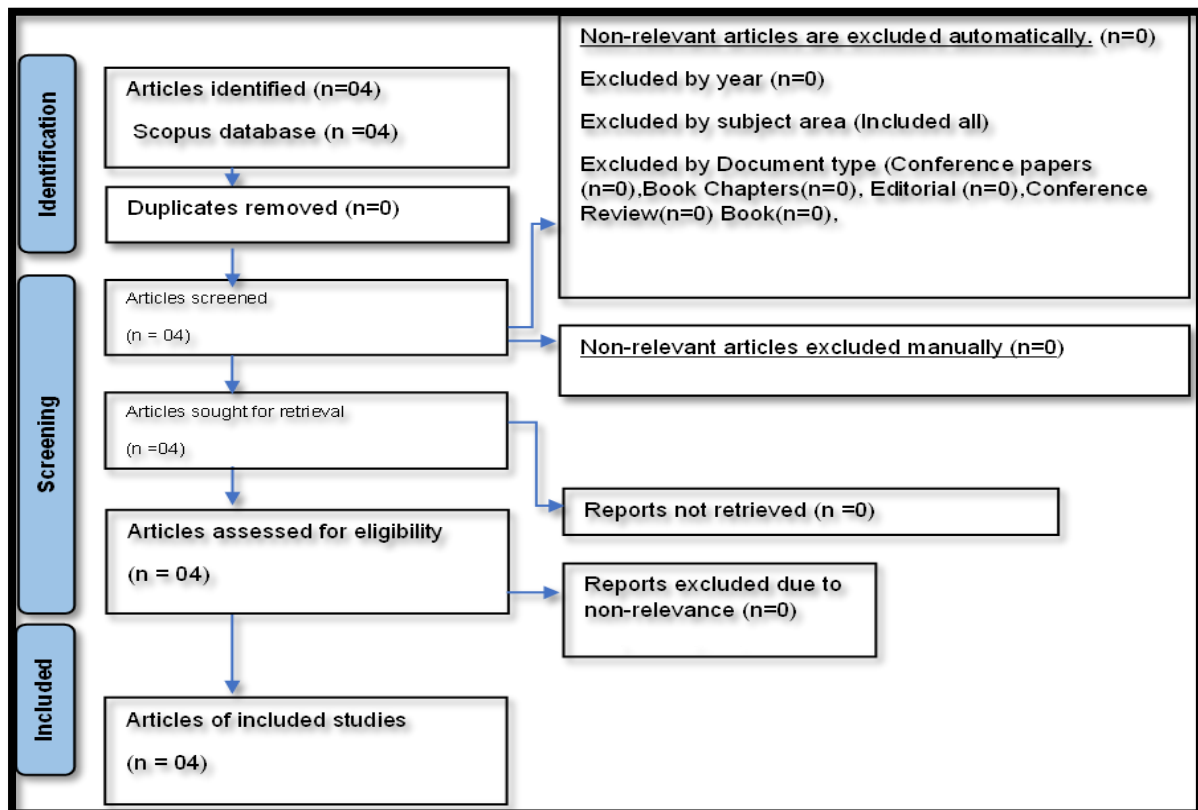 Identification
Articles identified (n=04)
Scopus database (n =04)
Duplicates removed (n=0)
Non-relevant articles are excluded automatically. (n=0)
Excluded by year (n=0)
Excluded by subject area (Included all)
Excluded by Document type (Conference papers
(n=0),Book Chapters(n=0), Editorial (n=0),Conference
Review(n=0) Book(n=0),
Screening
Articles screened
(n = 04)
Non-relevant articles excluded manually (n=0)
Articles sought for retrieval
(n =04)
Reports not retrieved (n =0)
Articles assessed for eligibility
(n = 04)
Reports excluded due to
non-relevance (n=0)
Included
Articles of included studies
(n = 04)